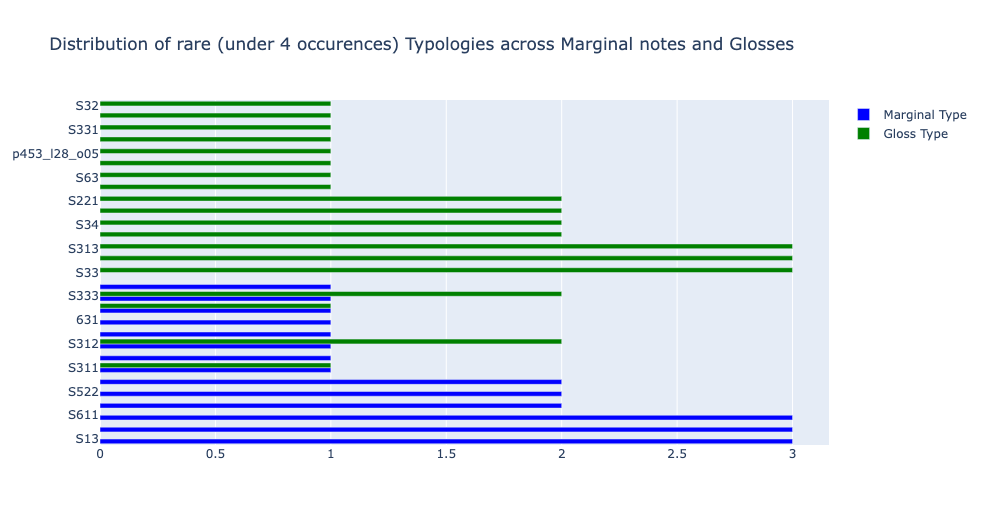 Distribution of rare (under 4 occurences) Typologies across Marginal notes and Glosses
Marginal Type
Gloss Type
S32
S331
p453_l28_o05
S63
S221
S34
S313
S33
S333
631
S312
S311
S522
S611
S13
0 0.5 1 1.5 2 2.5 3